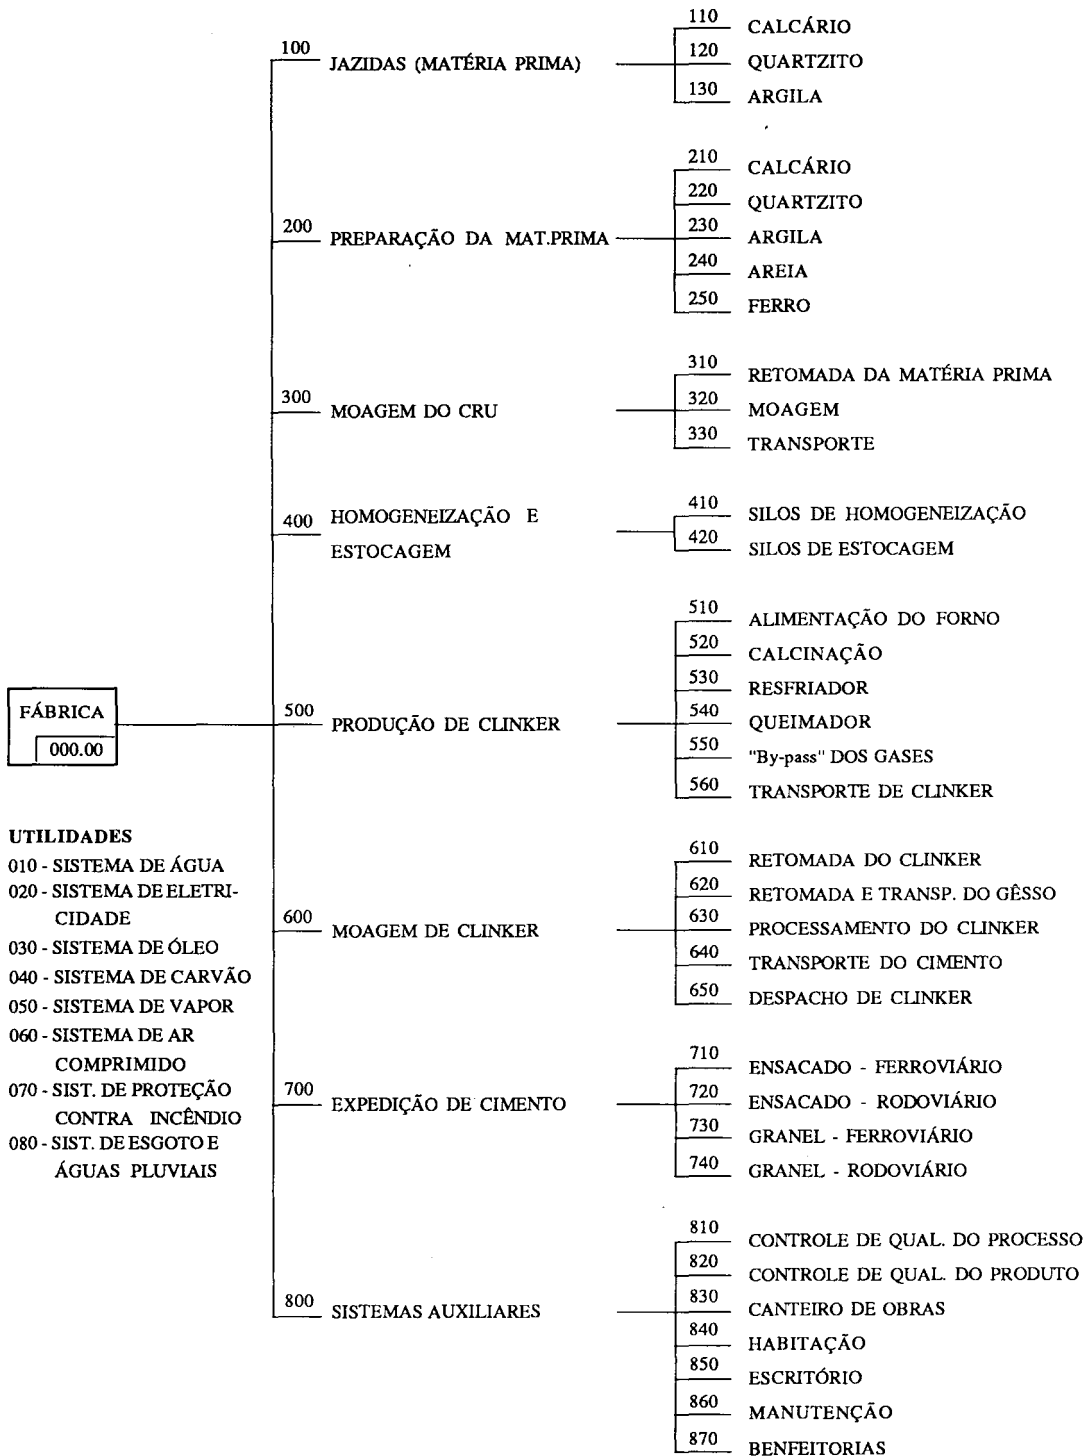 110 CALCÁRIO
100 JAZIDAS (MATÉRIA PRIMA)
120 QUARTZITO
130 ARGILA
210 CALCÁRIO
220 QUARTZITO
200 PREPARAÇÃO DA MAT.PRIMA
230 ARGILA
240 AREIA
250 FERRO
310 RETOMADA DA MATÉRIA PRIMA
300 MOAGEM DO CRU
320 MOAGEM
330 TRANSPORTE
400 HOMOGENEIZAÇÃO E
ESTOCAGEM
410 SILOS DE HOMOGENEIZAÇÃO
420 SILOS DE ESTOCAGEM
510 ALIMENTAÇÃO DO FORNO
520 CALCINAÇÃO
530 RESFRIADOR
FÁBRICA
000.00
500 PRODUÇÃO DE CLINKER
540 QUEIMADOR
550 "By-pass" DOS GASES
560 TRANSPORTE DE CLINKER
UTILIDADES
010 - SISTEMA DE ÁGUA
020 - SISTEMA DE ELETRI-
CIDADE
030 - SISTEMA DE ÓLEO
040 - SISTEMA DE CARVÃO
050 - SISTEMA DE VAPOR
060 - SISTEMA DE AR
COMPRIMIDO
070 - SIST. DE PROTEÇÃO
CONTRA INCÊNDIO
080 - SIST. DE ESGOTO E
ÁGUAS PLUVIAIS
610 RETOMADA DO CLINKER
620 RETOMADA E TRANSP. DO GÊSSO
600 MOAGEM DE CLINKER
630 PROCESSAMENTO DO CLINKER
640 TRANSPORTE DO CIMENTO
650 DESPACHO DE CLINKER
710 ENSACADO - FERROVIÁRIO
700 EXPEDIÇÃO DE CIMENTO
720 ENSACADO - RODOVIÁRIO
730 GRANEL - FERROVIÁRIO
740 GRANEL - RODOVIÁRIO
810 CONTROLE DE QUAL. DO PROCESSO
820 CONTROLE DE QUAL. DO PRODUTO
800 SISTEMAS AUXILIARES
830 CANTEIRO DE OBRAS
840 HABITAÇÃO
850 ESCRITÓRIO
860 MANUTENÇÃO
870 BENFEITORIAS